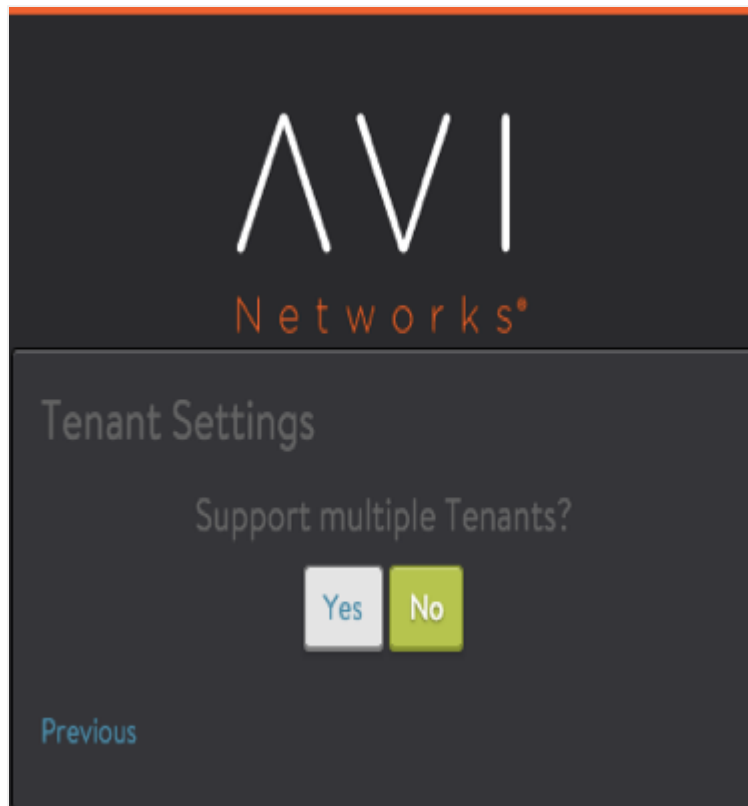 AVI
Networks®
Tenant Settings
Support multiple Tenants?
Yes No
Previous